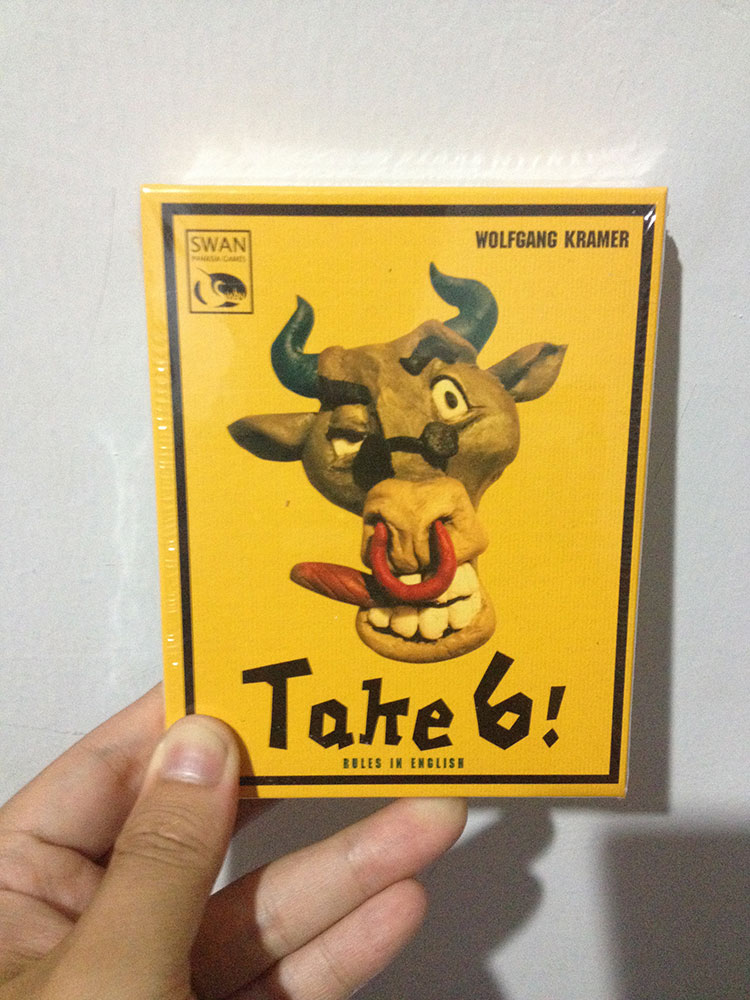 SWAN
PANASIA GAMES
WOLFGANG KRAMER
Take 6!
RULES IN ENGLISH